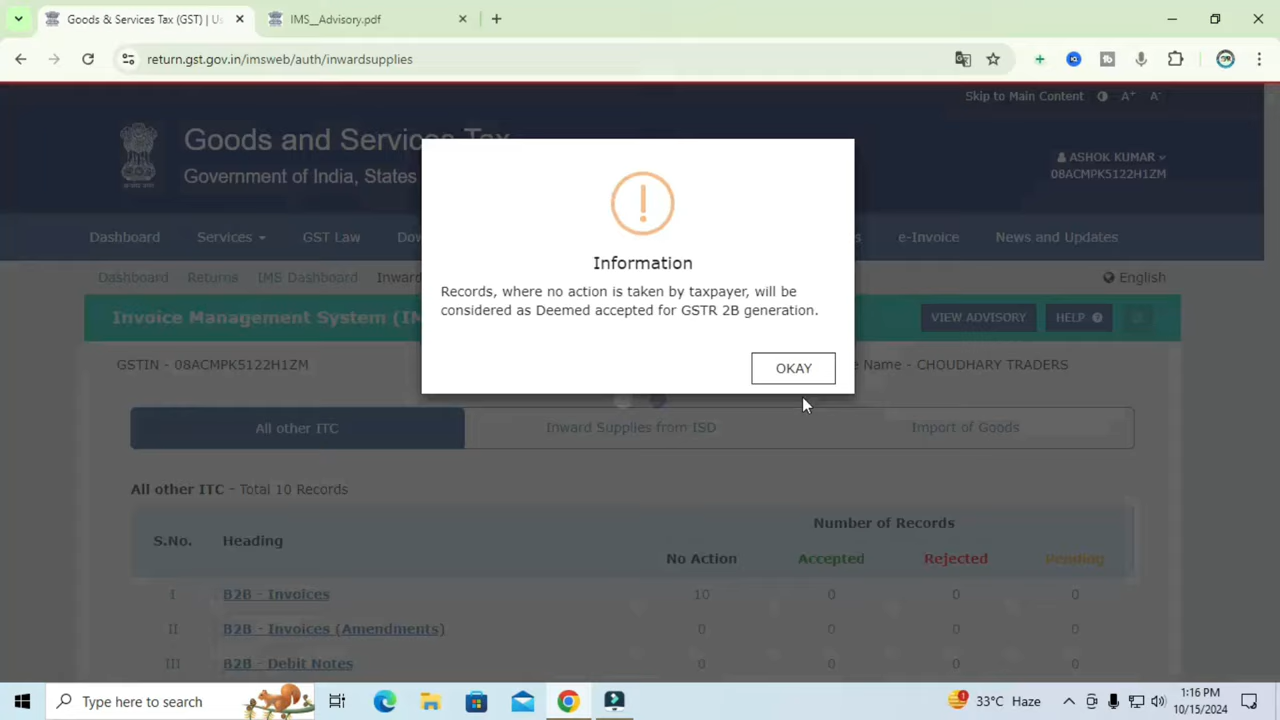 Goods & Services Tax (GST) | Us
IMS__Advisory.pdf
return.gst.gov.in/imsweb/auth/inwardsupplies
Skip to Main Content A+ A-
Goods and Services Tax
Government of India, States
ASHOK KUMAR
08ACMPK5122H1ZM
Dashboard Services GST Law Dow s e-Invoice News and Updates
Dashboard Returns IMS Dashboard Inward
English
Invoice Management System (IM
VIEW ADVISORY HELP
GSTIN - 08ACMPK5122H1ZM
e Name - CHOUDHARY TRADERS
Information
Records, where no action is taken by taxpayer, will be
considered as Deemed accepted for GSTR 2B generation.
OKAY
All other ITC Inward Supplies from ISD Import of Goods
All other ITC - Total 10 Records
S.No. Heading Number of Records
No Action Accepted Rejected Pending
I B2B - Invoices 10 0 0 0
II B2B - Invoices (Amendments) 0 0 0 0
III B2B - Debit Notes 0 0 0 0
Type here to search
33°C Haze
1:16 PM
10/15/2024